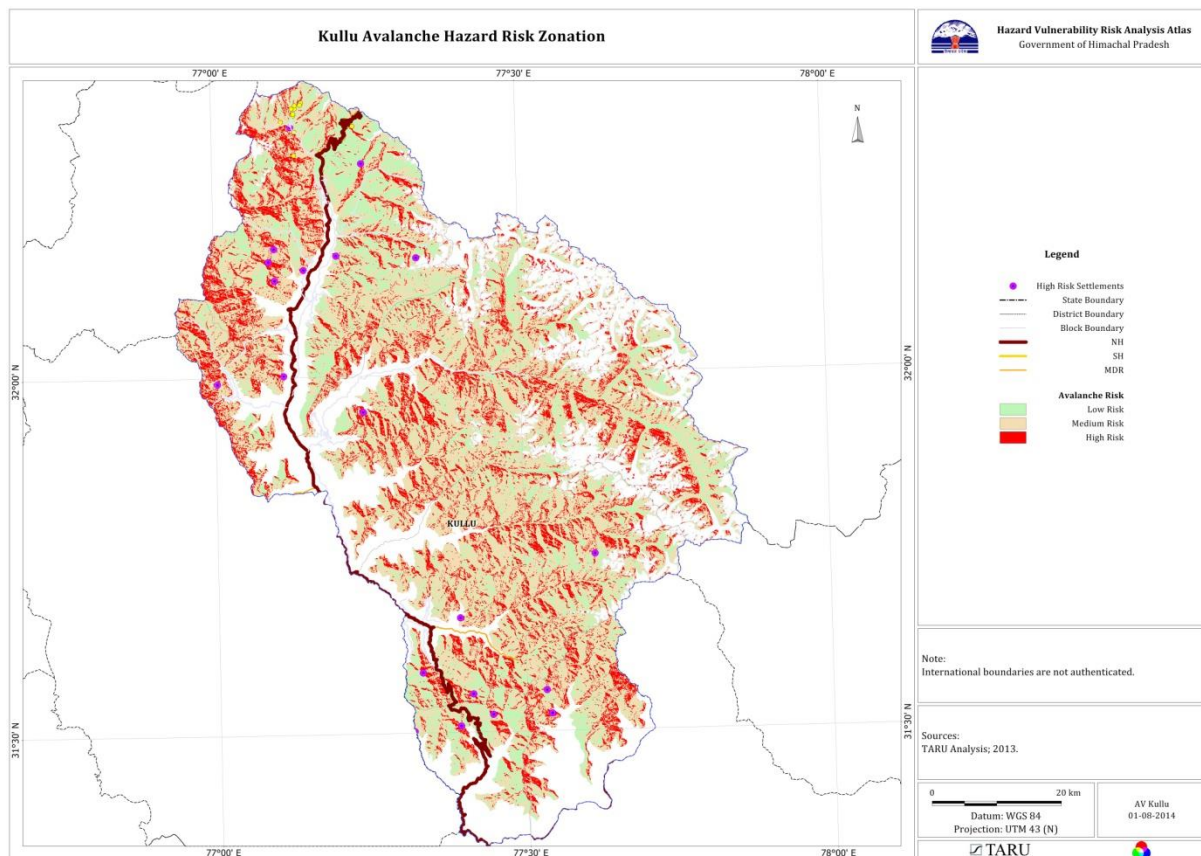 Kullu Avalanche Hazard Risk Zonation
Hazard Vulnerability Risk Analysis Atlas
Government of Himachal Pradesh
77°00' E
77°30' E
78°00' E
N
32°00' N
32°00' N
KULLU
31°30' N
31°30' N
77°00' E
77°30' E
78°00' E
Legend
High Risk Settlements
State Boundary
District Boundary
Block Boundary
NH
SH
MDR
Avalanche Risk
Low Risk
Medium Risk
High Risk
Note:
International boundaries are not authenticated.
Sources:
TARU Analysis; 2013.
0 20 km
Datum: WGS 84
Projection: UTM 43 (N)
AV Kullu
01-08-2014
TARU